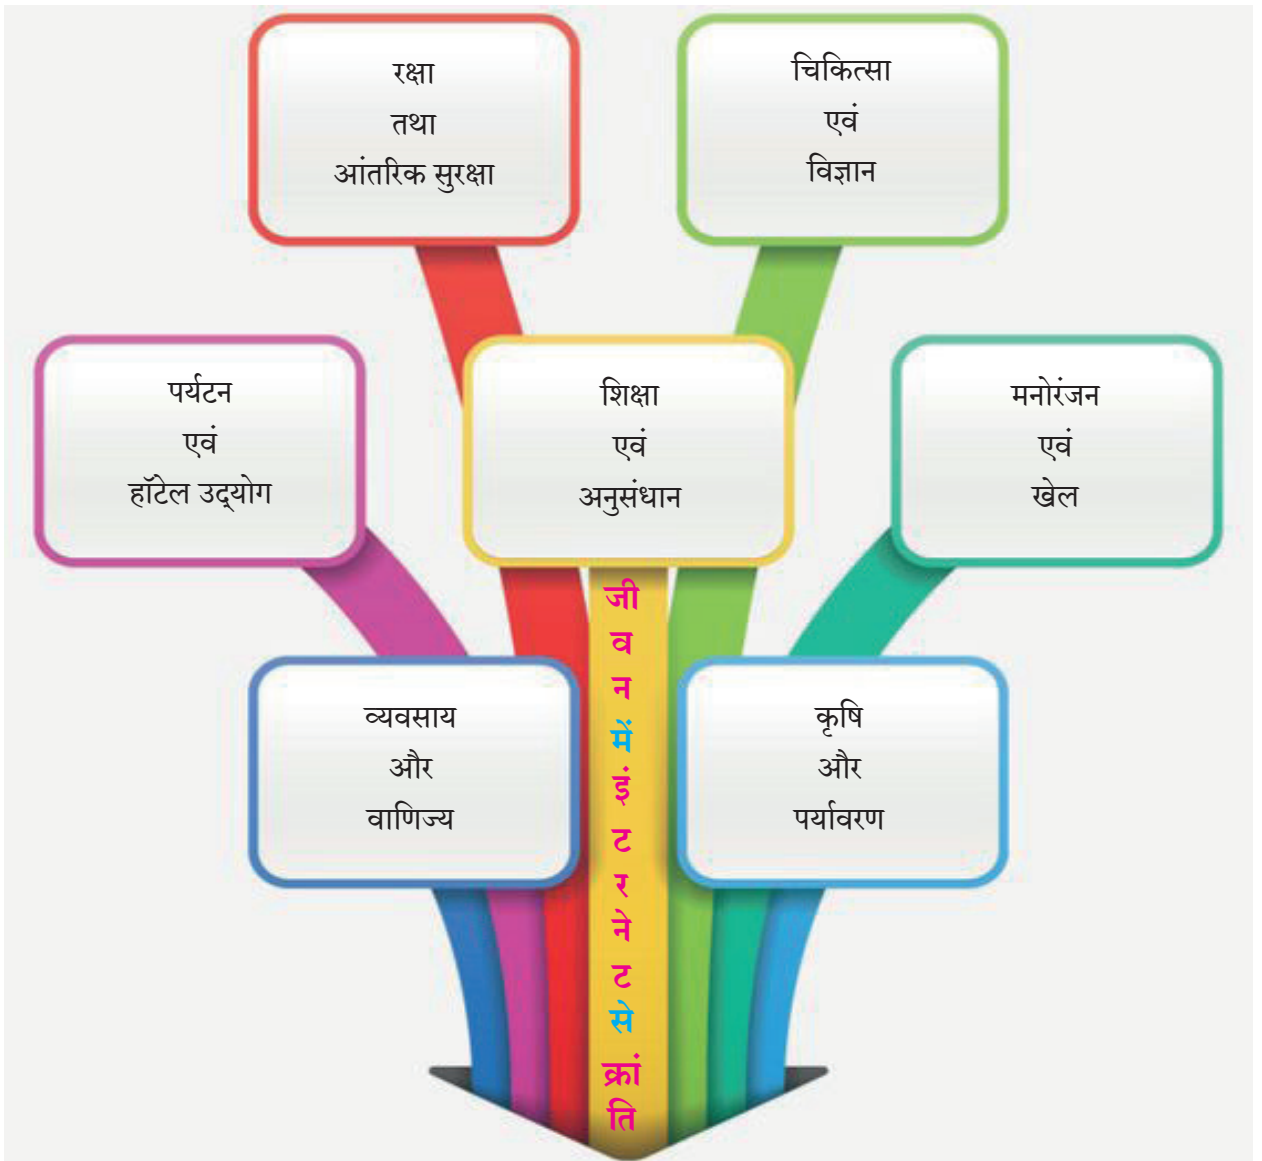 रक्षा
तथा
आंतरिक सुरक्षा
चिकित्सा
एवं
विज्ञान
पर्यटन
एवं
हॉटेल उद्‌योग
शिक्षा
एवं
अनुसंधान
मनोरंजन
एवं
खेल
व्यवसाय
और
वाणिज्य
कृषि
और
पर्यावरण
जी
व
न
में
इं
ट
र
ने
ट
से
क्रां
ति